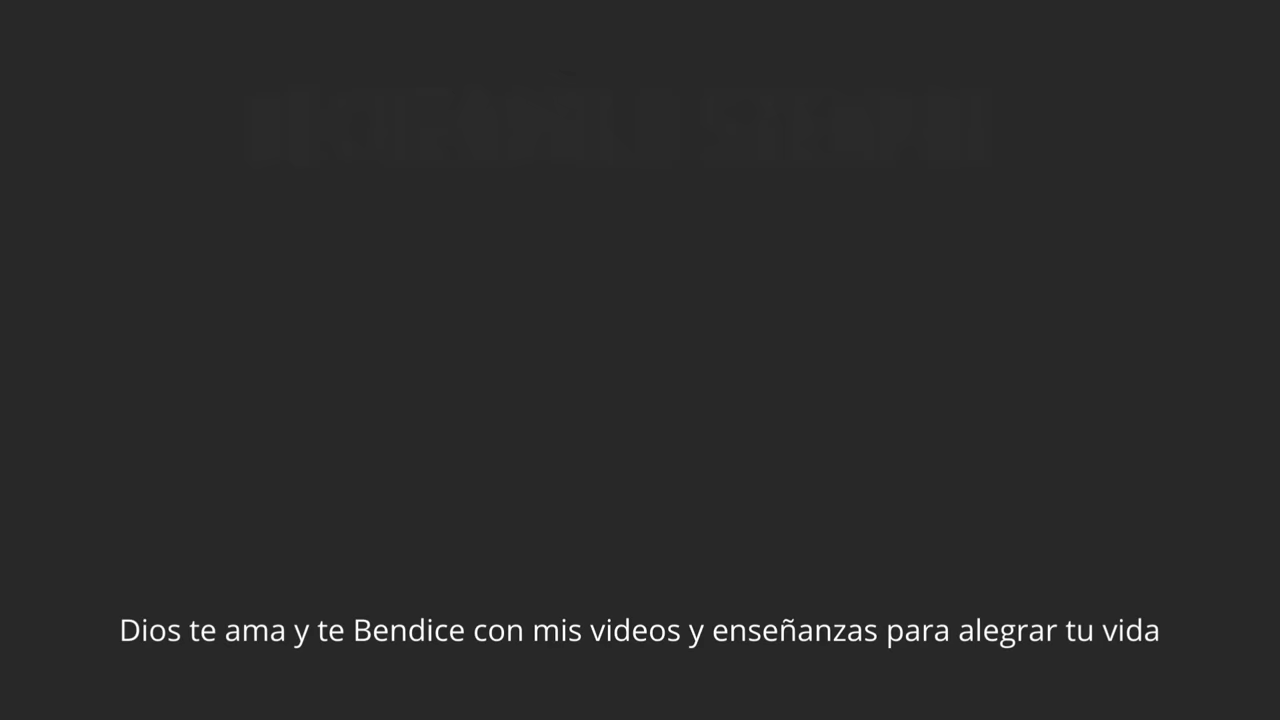 Dios te ama y te Bendice con mis videos y enseñanzas para alegrar tu vida